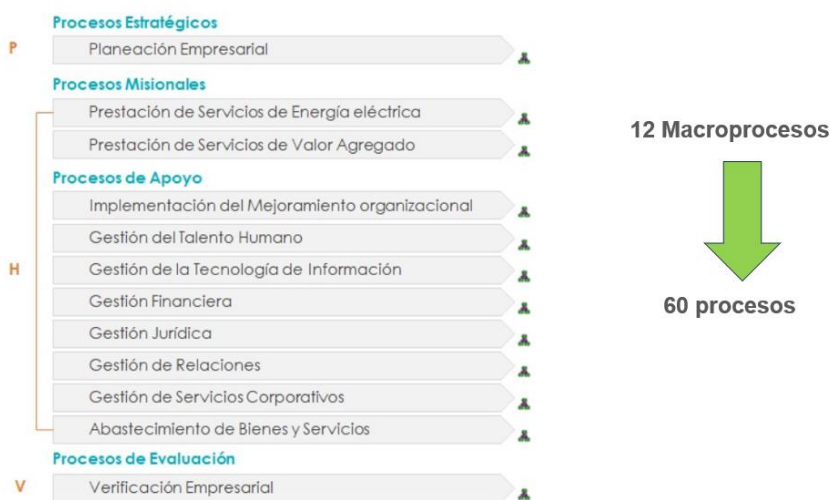 Procesos Estratégicos
P
Planeación Empresarial
Procesos Misionales
Prestación de Servicios de Energía eléctrica
Prestación de Servicios de Valor Agregado
Procesos de Apoyo
Implementación del Mejoramiento organizacional
Gestión del Talento Humano
H
Gestión de la Tecnología de Información
Gestión Financiera
Gestión Jurídica
Gestión de Relaciones
Gestión de Servicios Corporativos
Abastecimiento de Bienes y Servicios
Procesos de Evaluación
V
Verificación Empresarial
12 Macroprocesos
60 procesos